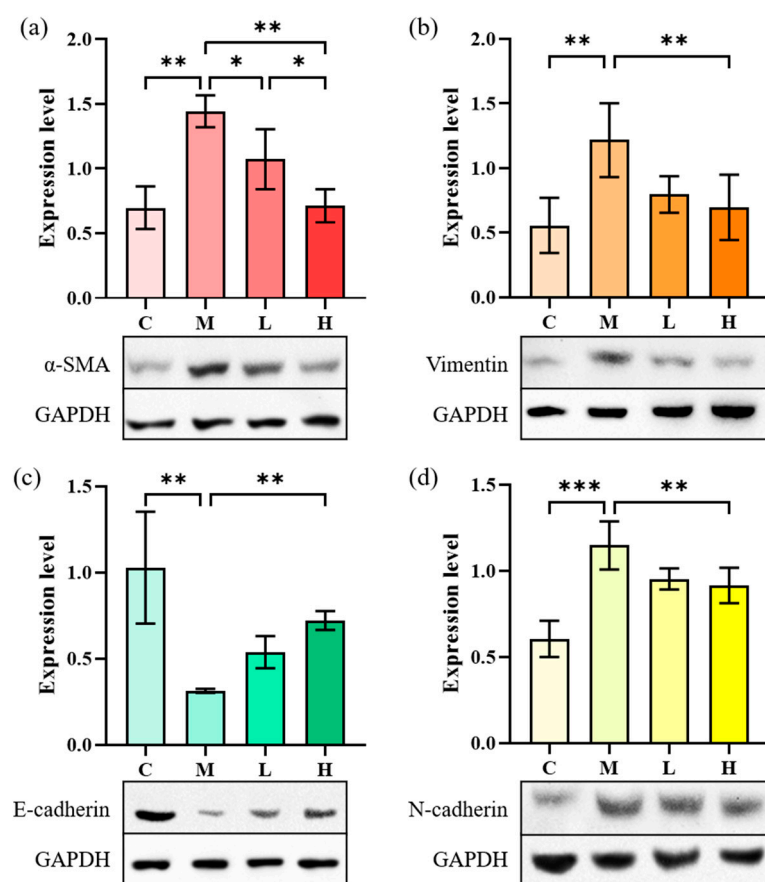 (a)
**
** * *
2.0
1.5
1.0
0.5
0.0
Expression level
C M L H
α-SMA
GAPDH
(b)
** **
2.0
1.5
1.0
0.5
0.0
Expression level
C M L H
Vimentin
GAPDH
(c)
** **
1.5
1.0
0.5
0.0
Expression level
C M L H
E-cadherin
GAPDH
(d)
*** **
1.5
1.0
0.5
0.0
Expression level
C M L H
N-cadherin
GAPDH